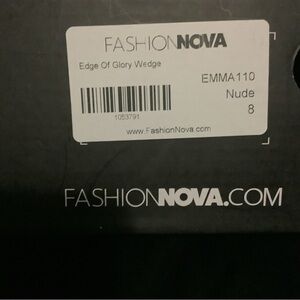 FASHIONNOVA
Edge Of Glory Wedge
EMMA110
Nude
8
1053791
www.FashionNova.com
FASHIONNOVA.COM